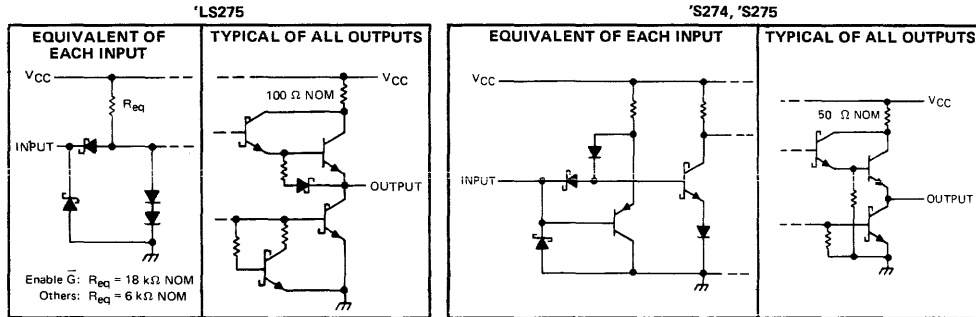 'LS275
EQUIVALENT OF
EACH INPUT
VCC
Req
INPUT
Enable G̅: Req = 18 kΩ NOM
Others: Req = 6 kΩ NOM
TYPICAL OF ALL OUTPUTS
VCC
100 Ω NOM
OUTPUT
'S274, 'S275
EQUIVALENT OF EACH INPUT
VCC
INPUT
TYPICAL OF ALL OUTPUTS
VCC
50 Ω NOM
OUTPUT